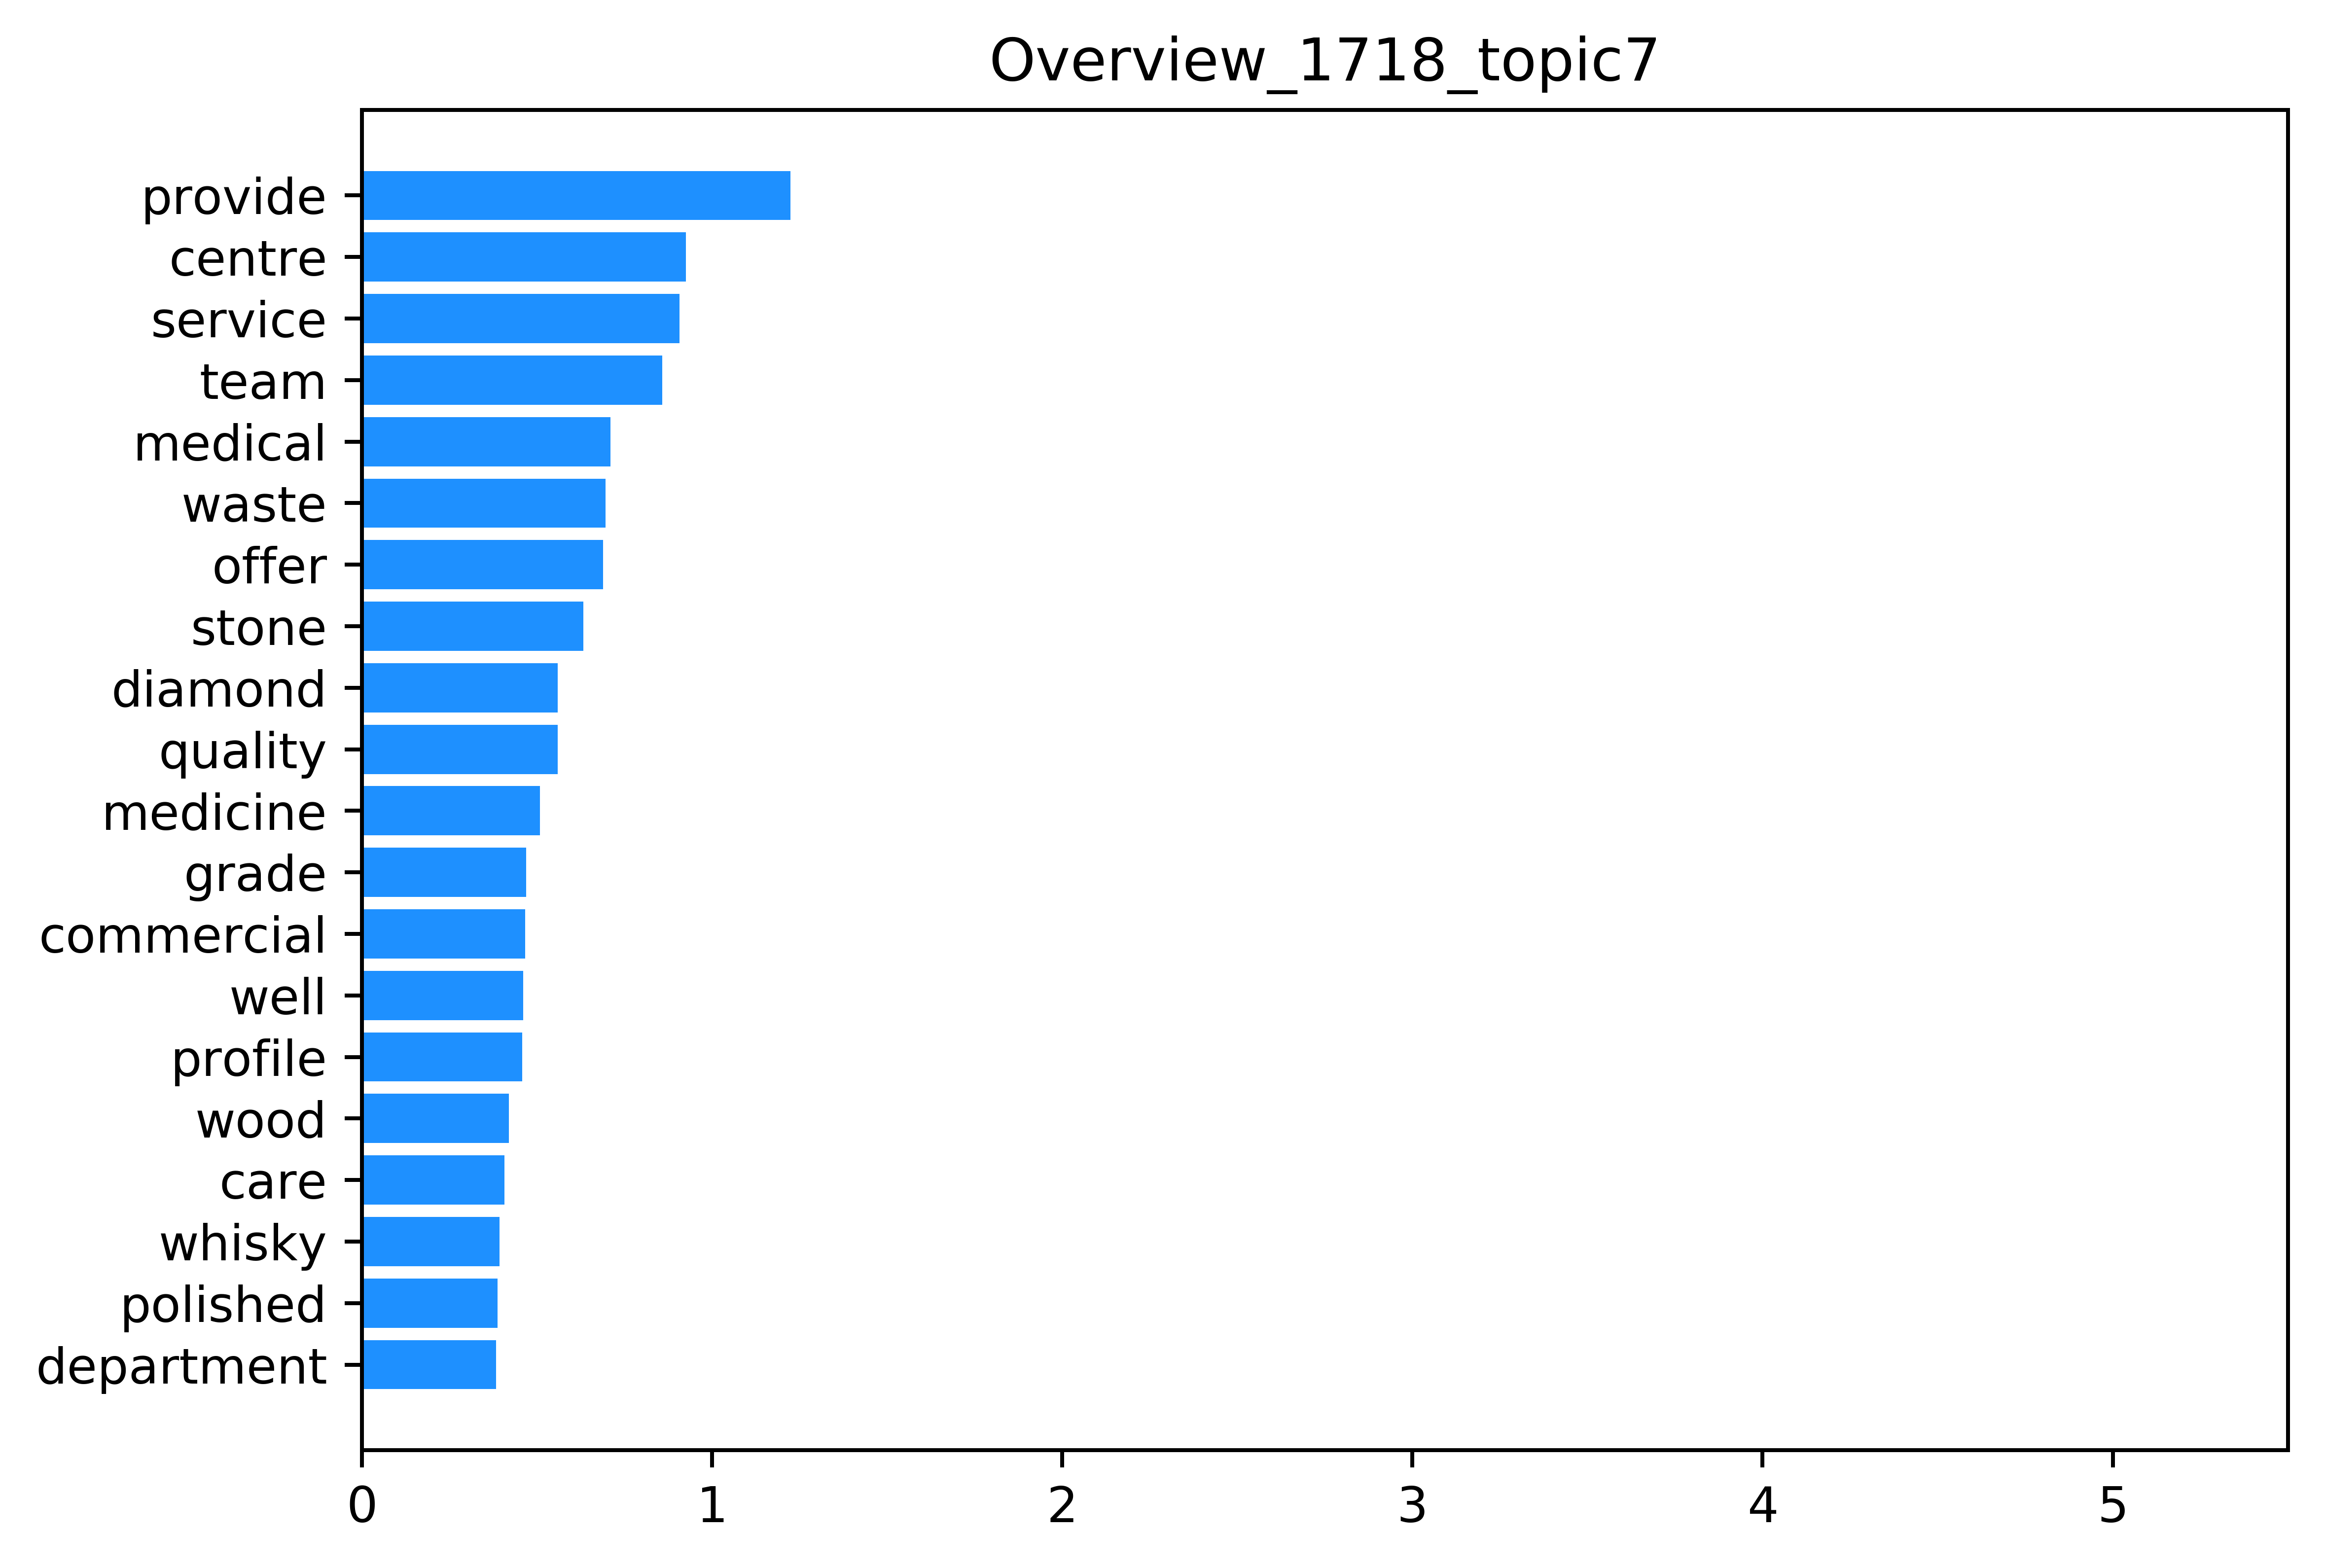 Overview_1718_topic7
provide
centre
service
team
medical
waste
offer
stone
diamond
quality
medicine
grade
commercial
well
profile
wood
care
whisky
polished
department
0 1 2 3 4 5